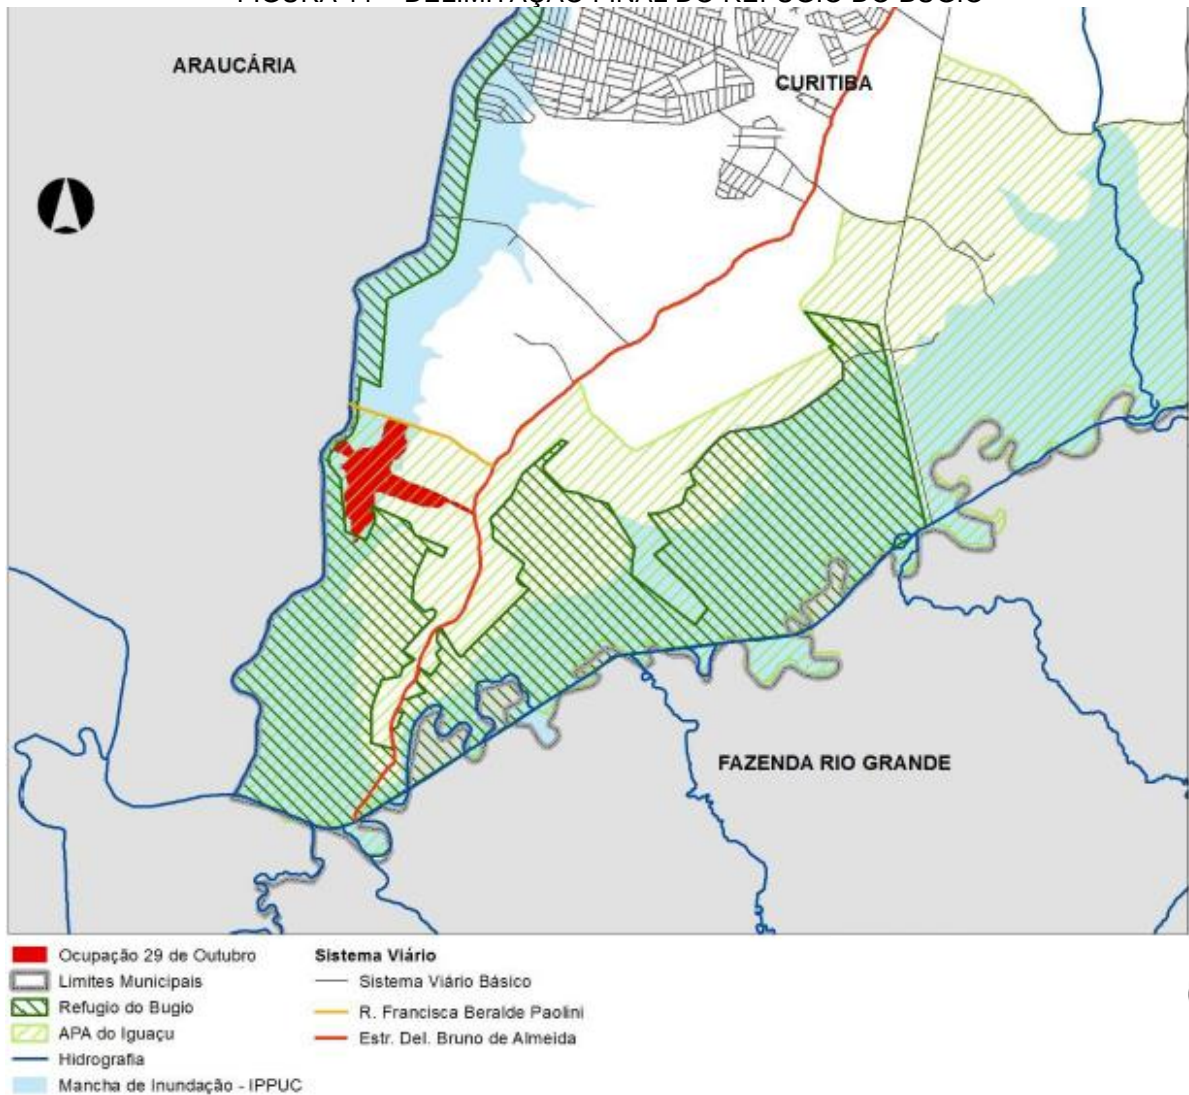 ARAUCÁRIA
CURITIBA
FAZENDA RIO GRANDE
Ocupação 29 de Outubro
Limites Municipais
Refugio do Bugio
APA do Iguaçu
Hidrografia
Mancha de Inundação - IPPUC
Sistema Viário
Sistema Viário Básico
R. Francisca Beralde Paolini
Estr. Del. Bruno de Almeida